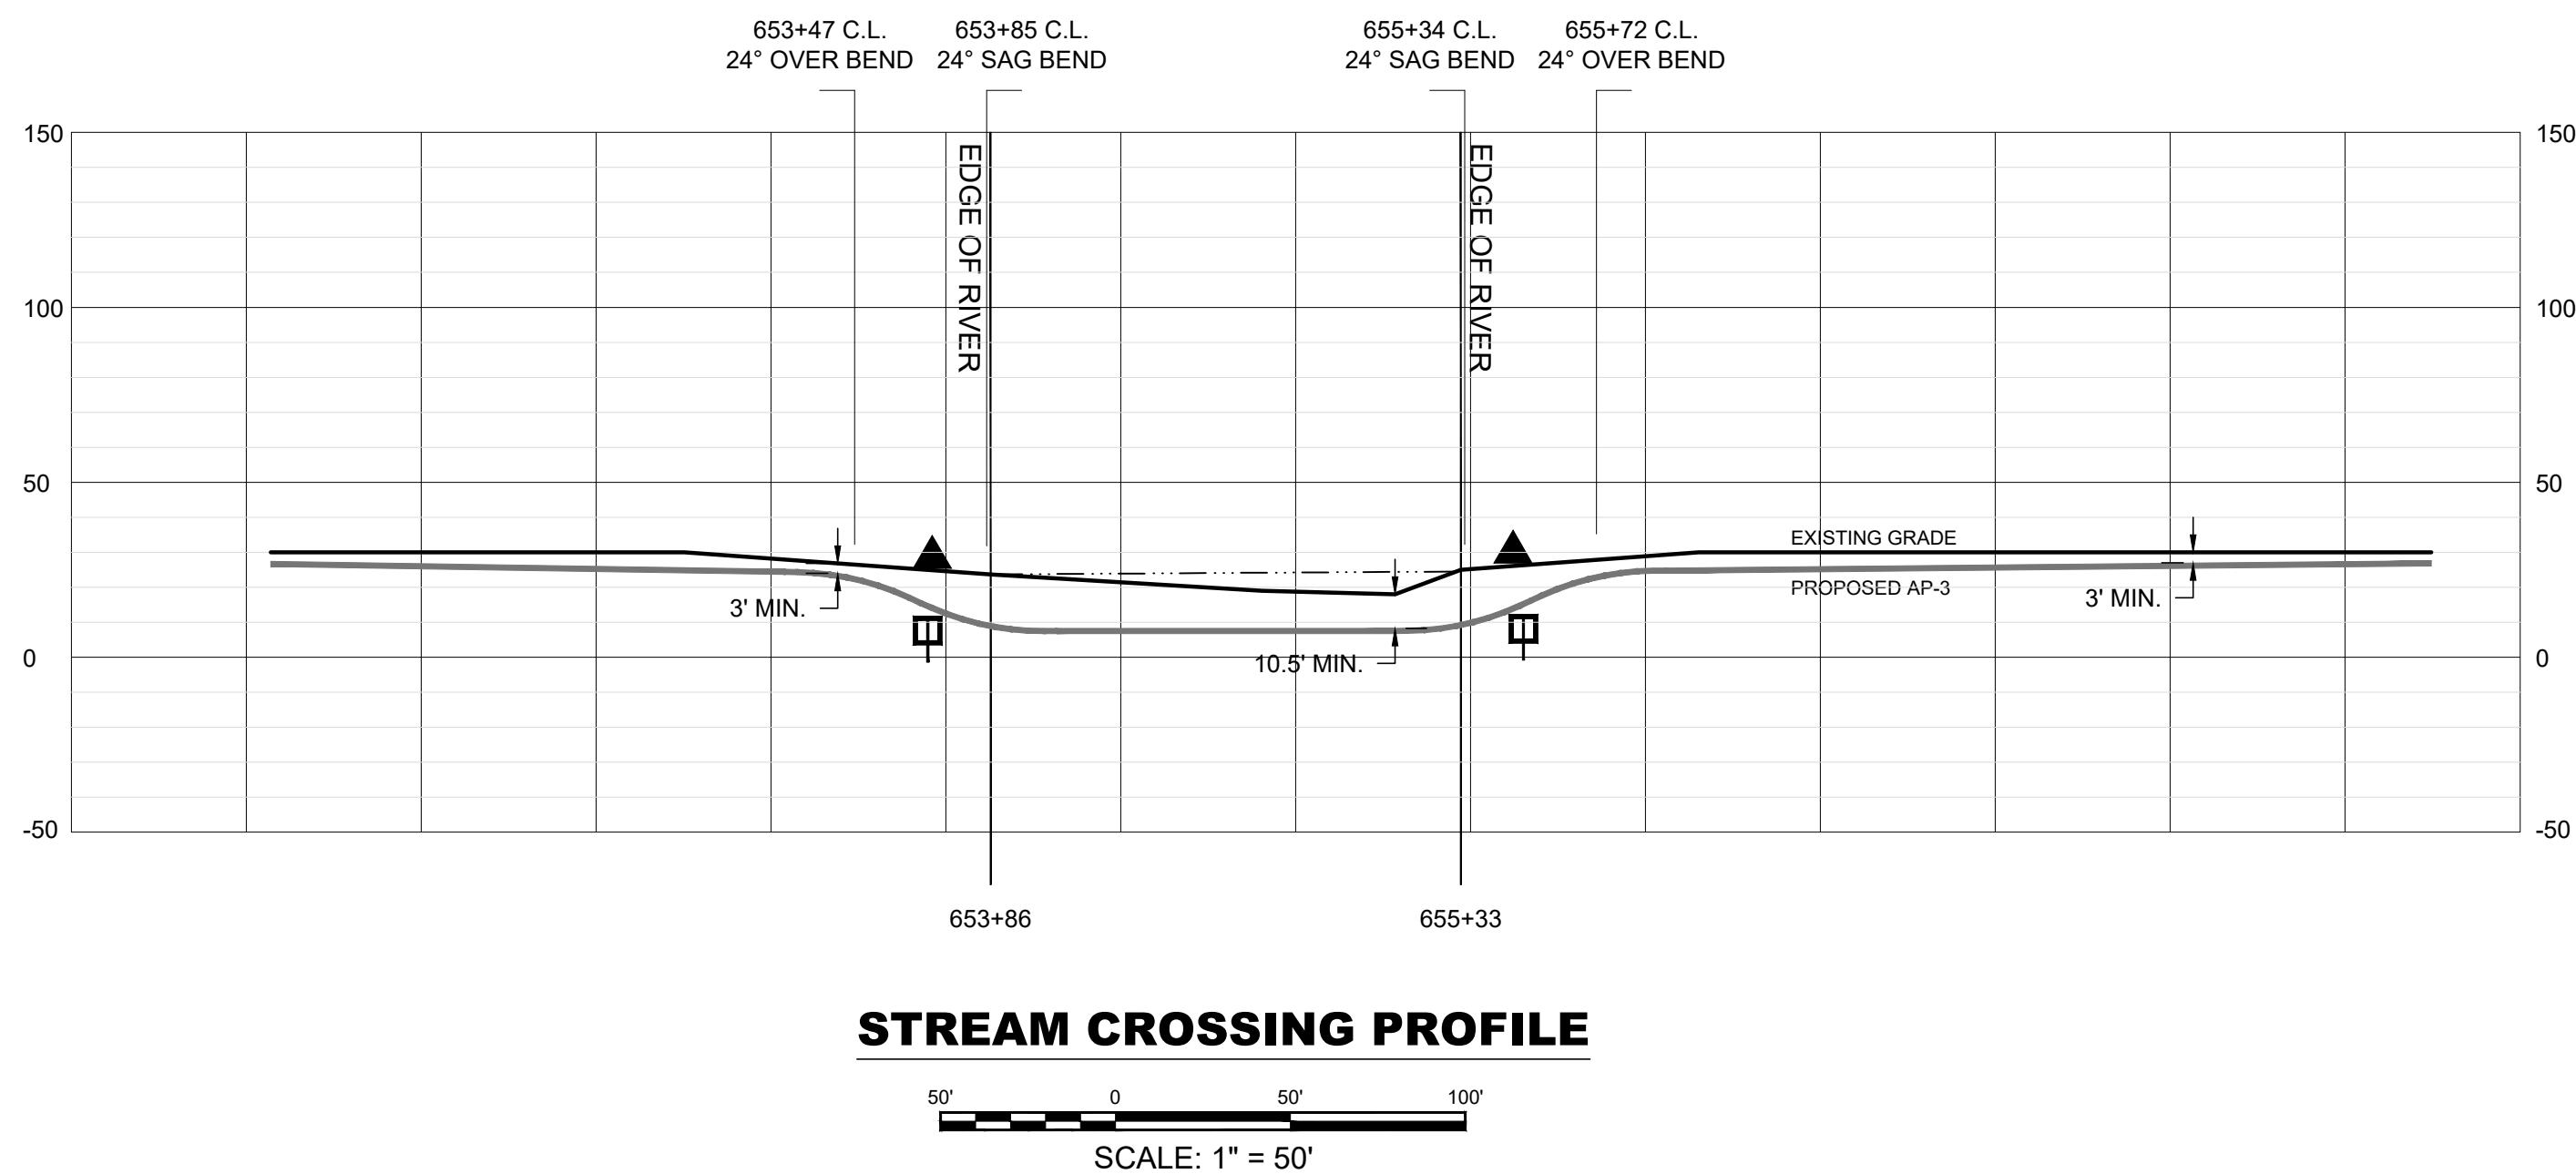 653+47 C.L.
24° OVER BEND
653+85 C.L.
24° SAG BEND
655+34 C.L.
24° SAG BEND
655+72 C.L.
24° OVER BEND
150
150
EDGE OF RIVER
EDGE OF RIVER
100
100
50
50
EXISTING GRADE
PROPOSED AP-3
3' MIN.
3' MIN.
0
10.5' MIN.
0
-50
-50
653+86
655+33
STREAM CROSSING PROFILE
50' 0 50' 100'
SCALE: 1" = 50'